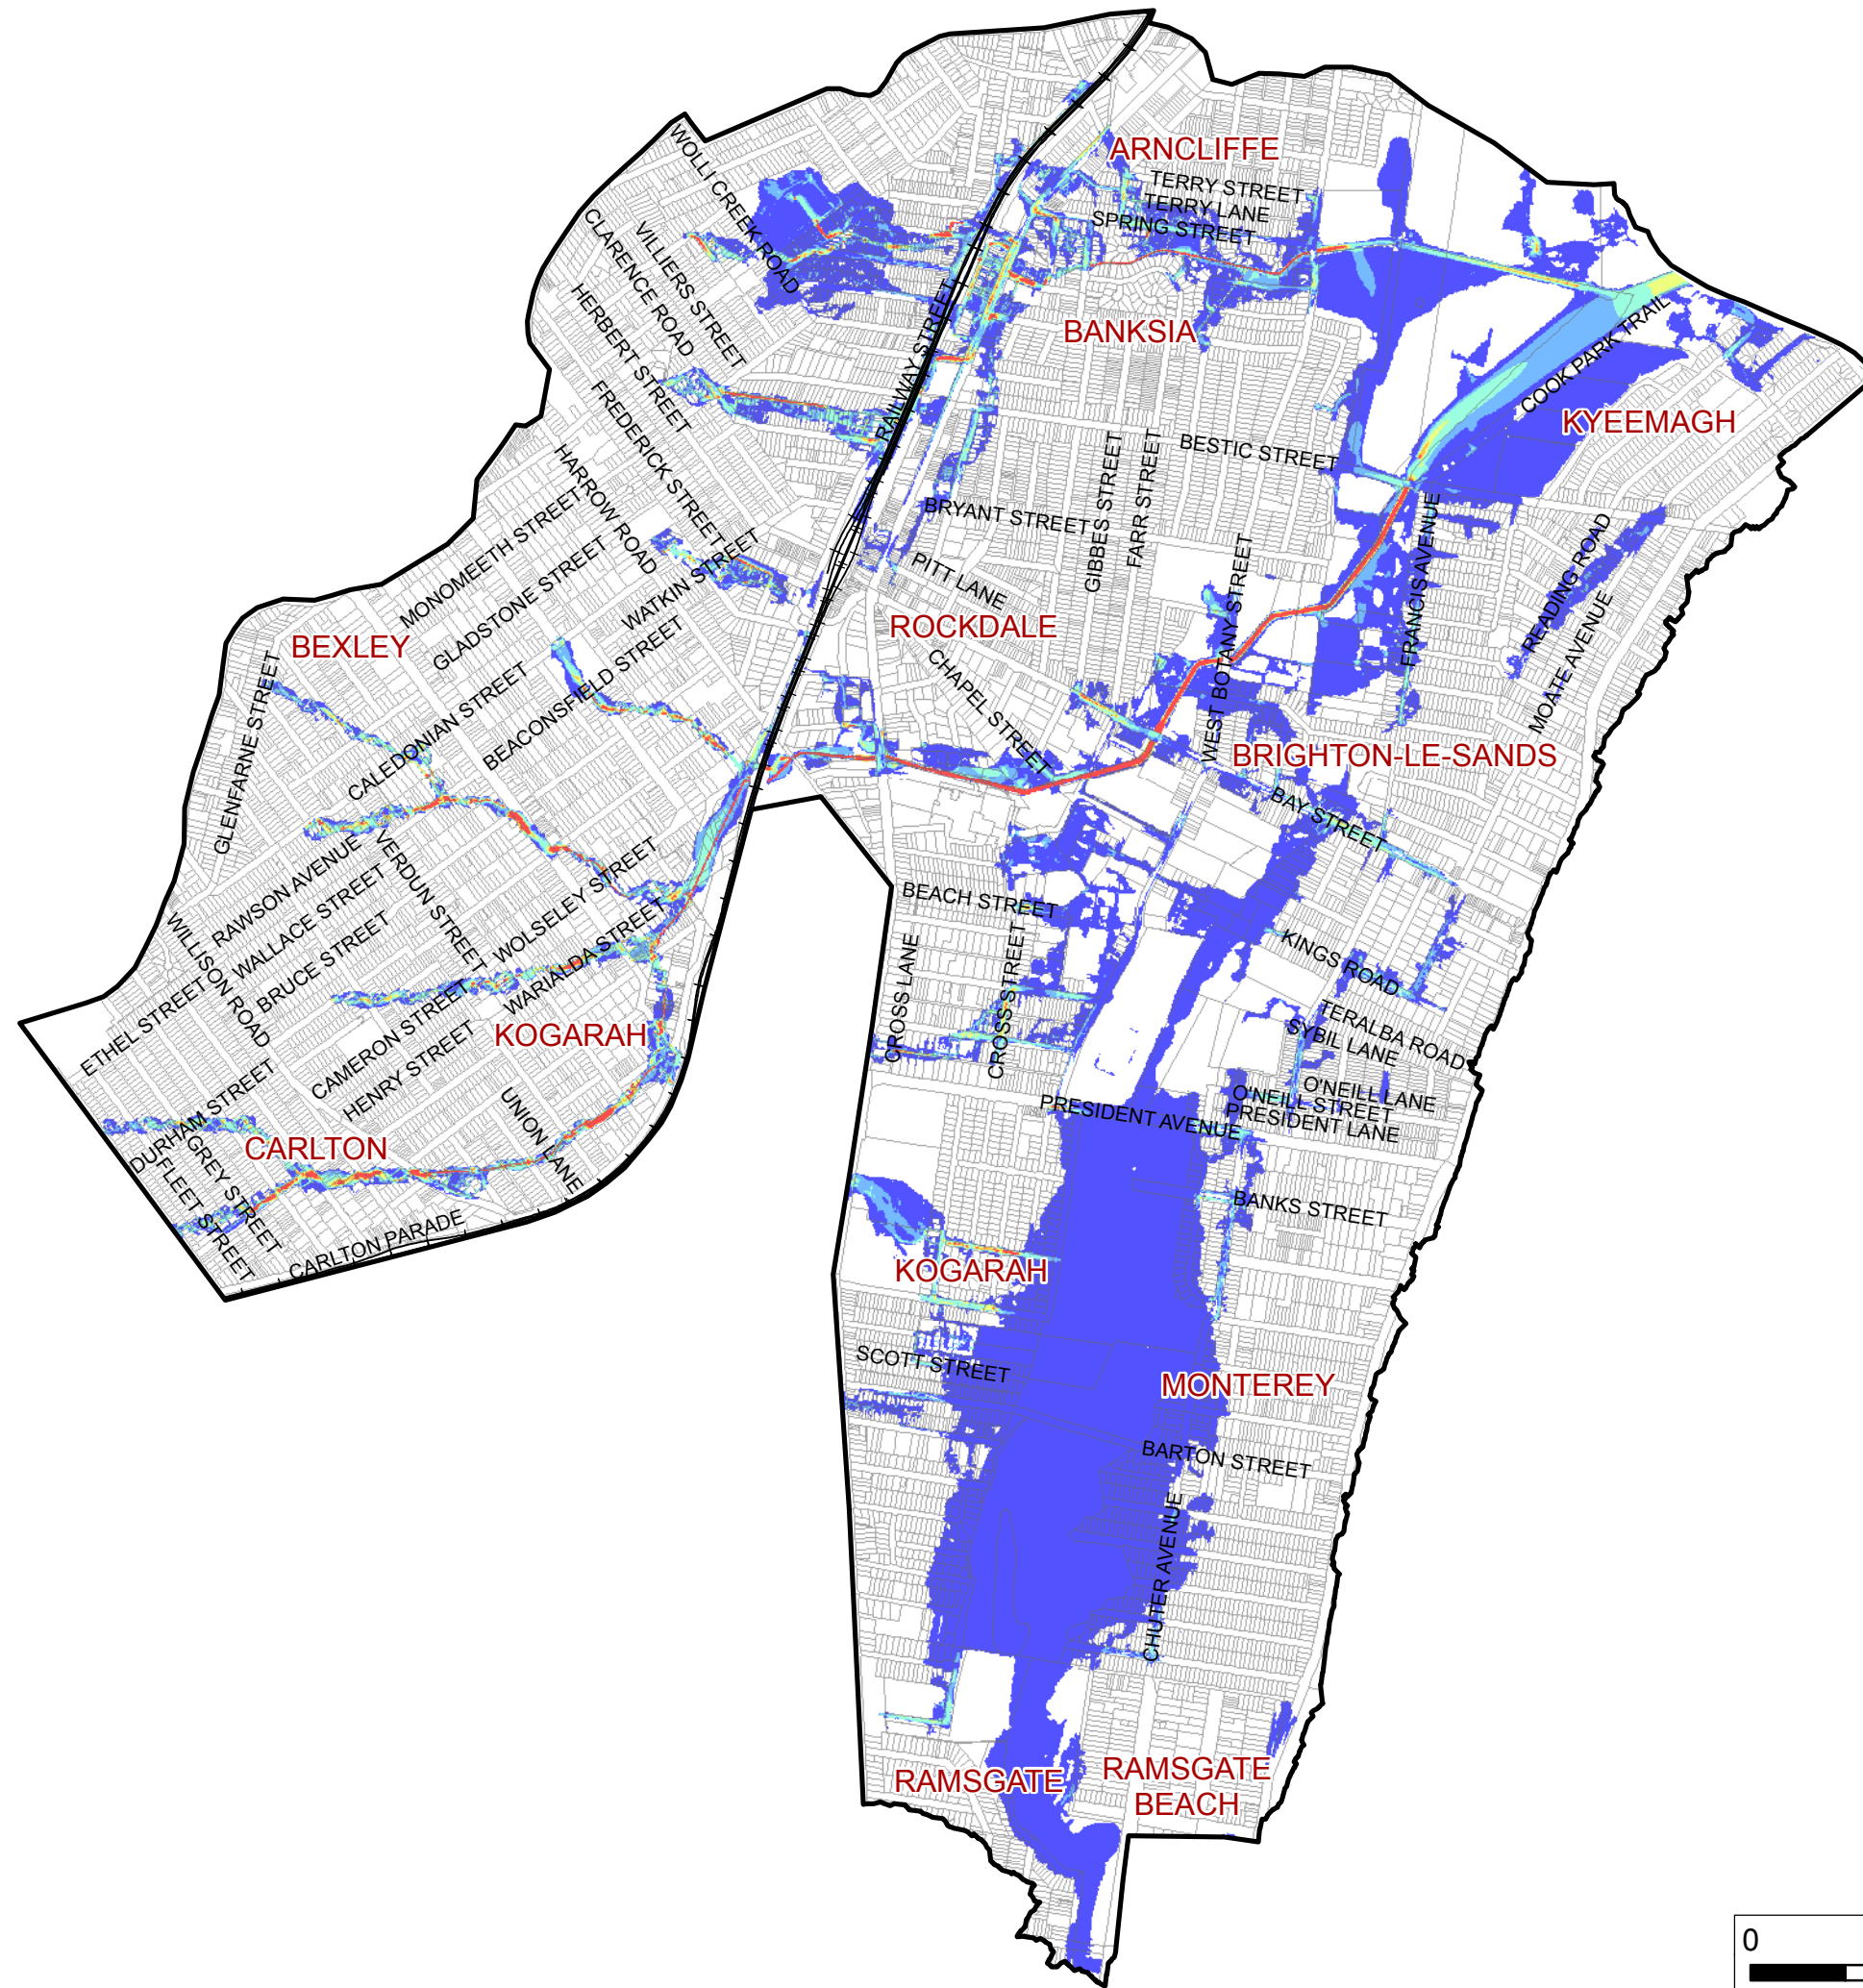 ARNCLIFFE
TERRY STREET
TERRY LANE
SPRING STREET
WOLLI CREEK ROAD
CLARENCE ROAD
VILLIERS STREET
HERBERT STREET
FREDERICK STREET
HARROW ROAD
RAILWAY STREET
BANKSIA
COOK PARK TRAIL
KYEEMAGH
BESTIC STREET
GIBBES STREET
FARR STREET
BRYANT STREET
PITT LANE
WEST BOTANY STREET
FRANCIS AVENUE
READING ROAD
MOATE AVENUE
MONOMEETH STREET
GLADSTONE STREET
WATKIN STREET
BEXLEY
ROCKDALE
CALEDONIAN STREET
BEACONSFIELD STREET
GLENFARNE STREET
CHAPEL STREET
BRIGHTON-LE-SANDS
BAY STREET
RAWSON AVENUE
VERDUN STREET
WALLACE STREET
BRUCE STREET
WILLISON ROAD
WOLSELEY STREET
WARIALDA STREET
ETHEL STREET
CAMERON STREET
HENRY STREET
KOGARAH
BEACH STREET
CROSS LANE
CROSS STREET
KINGS ROAD
TERALBA ROAD
SYBIL LANE
O'NEILL LANE
O'NEILL STREET
PRESIDENT LANE
PRESIDENT AVENUE
DURHAM STREET
GREY STREET
FLEET STREET
CARLTON
UNION LANE
CARLTON PARADE
BANKS STREET
KOGARAH
SCOTT STREET
MONTEREY
BARTON STREET
CHUTER AVENUE
RAMSGATE
RAMSGATE
BEACH
0